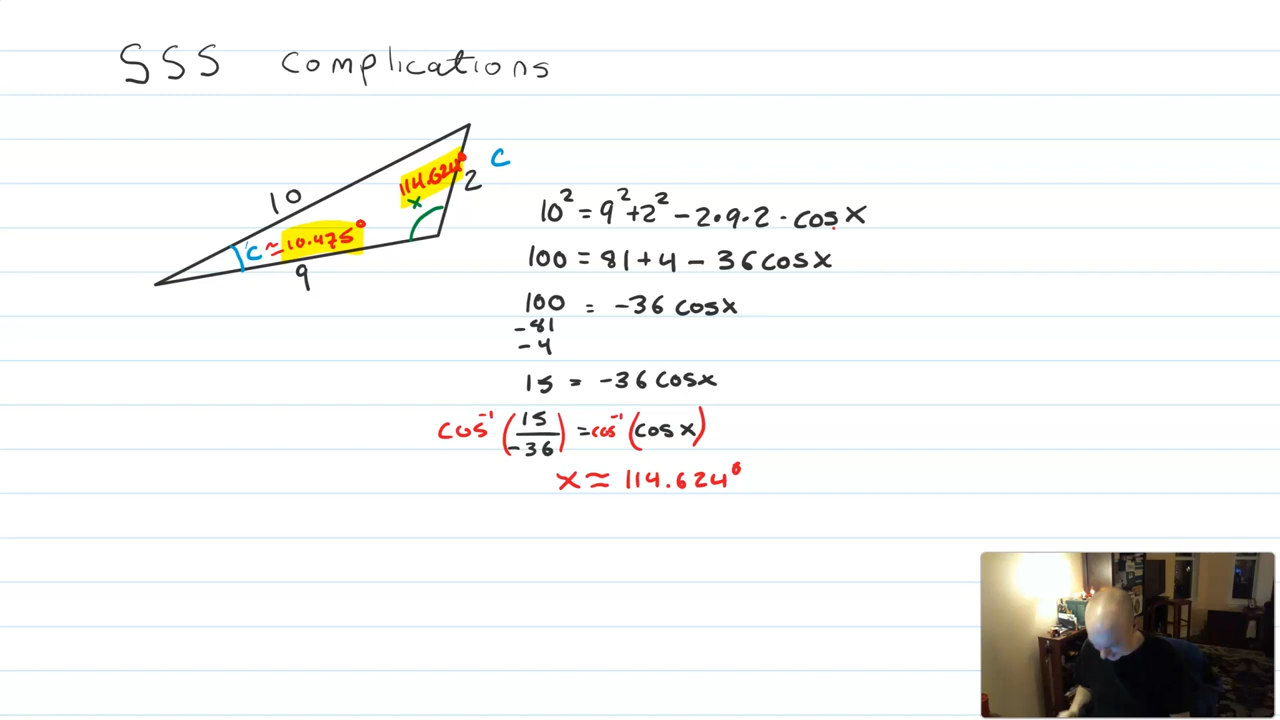 SSS complications
C
114.624°
2
x
10
C ≈ 10.475°
9
10² = 9² + 2² − 2•9•2 • cos x
100 = 81 + 4 − 36 cos x
100 = −36 cos x
−81
−4
15 = −36 cos x
cos⁻¹ (15/−36) = cos⁻¹ (cos x)
x ≈ 114.624°